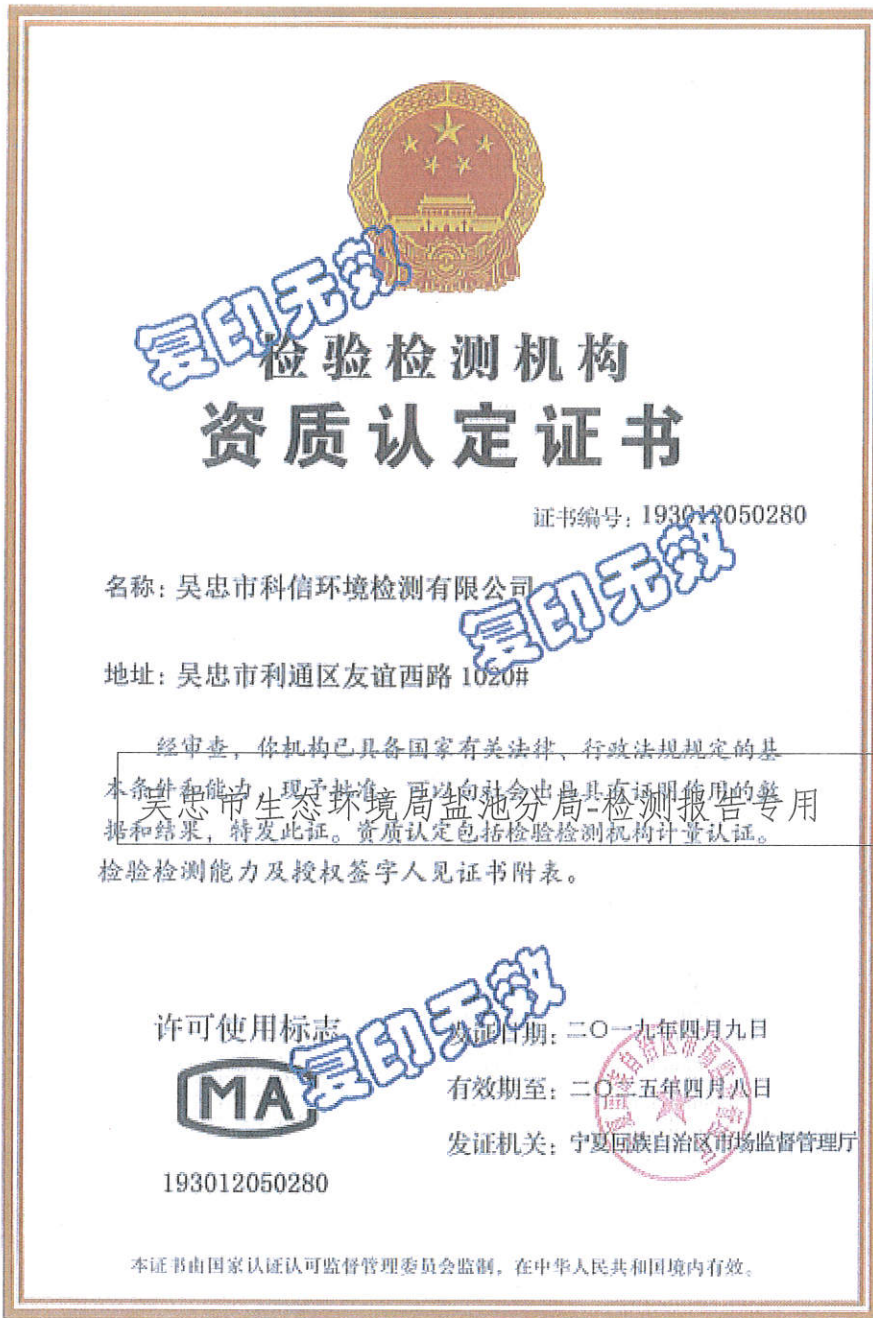 复印无效
检验检测机构
资质认定证书
证书编号：193012050280
名称：吴忠市科信环境检测有限公司
复印无效
地址：吴忠市利通区友谊西路 1020#
经审查，你机构已具备国家有关法律、行政法规规定的基
本条件和能力，现予批准，可以向社会出具具有证明作用的数
吴忠市生态环境局盐池分局-检测报告专用
据和结果，特发此证。资质认定包括检验检测机构计量认证。
检验检测能力及授权签字人见证书附表。
复印无效
许可使用标志
MA
193012050280
发证日期：二〇一九年四月九日
有效期至：二〇二五年四月八日
发证机关：宁夏回族自治区市场监督管理厅
本证书由国家认证认可监督管理委员会监制，在中华人民共和国境内有效。